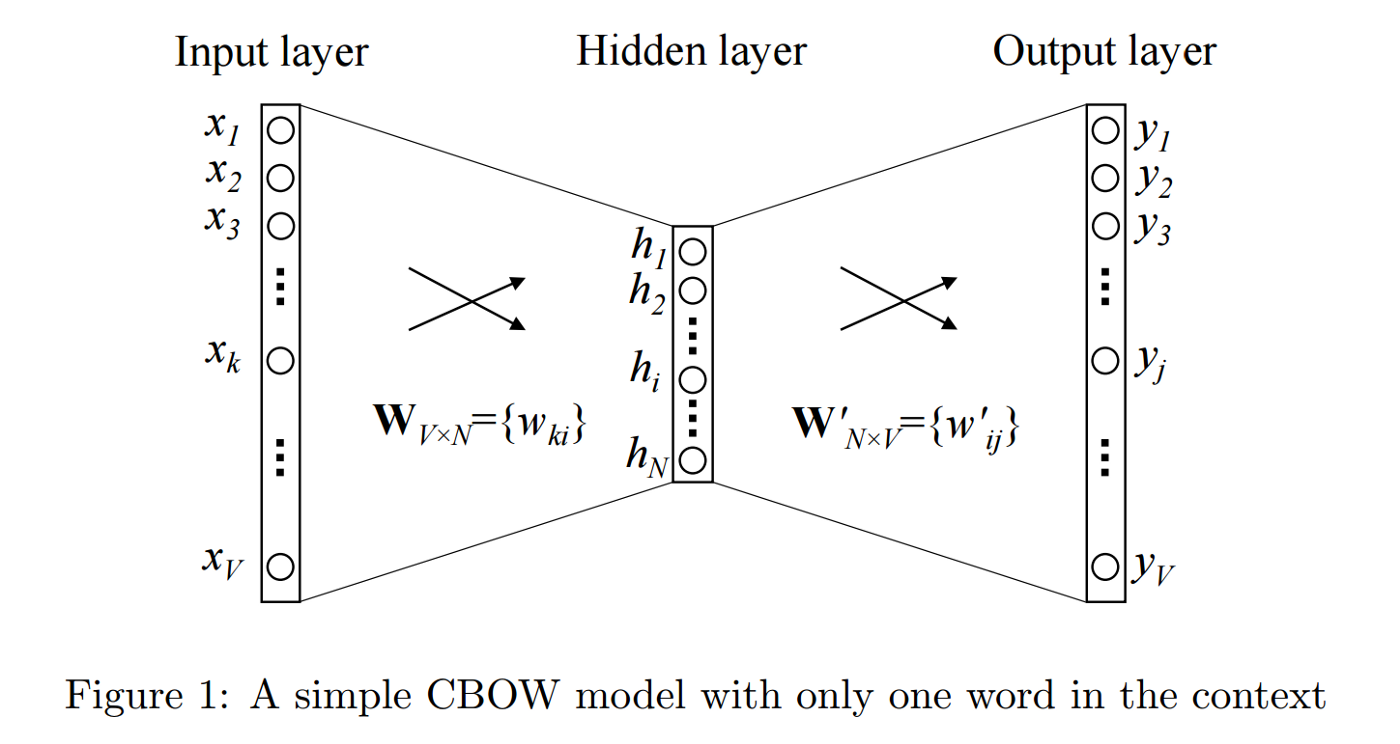 Input layer
Hidden layer
Output layer
x1
x2
x3
xk
xV
W V×N={wki}
h1
h2
hi
hN
W'N×V={w'ij}
y1
y2
y3
yj
yV
Figure 1: A simple CBOW model with only one word in the context